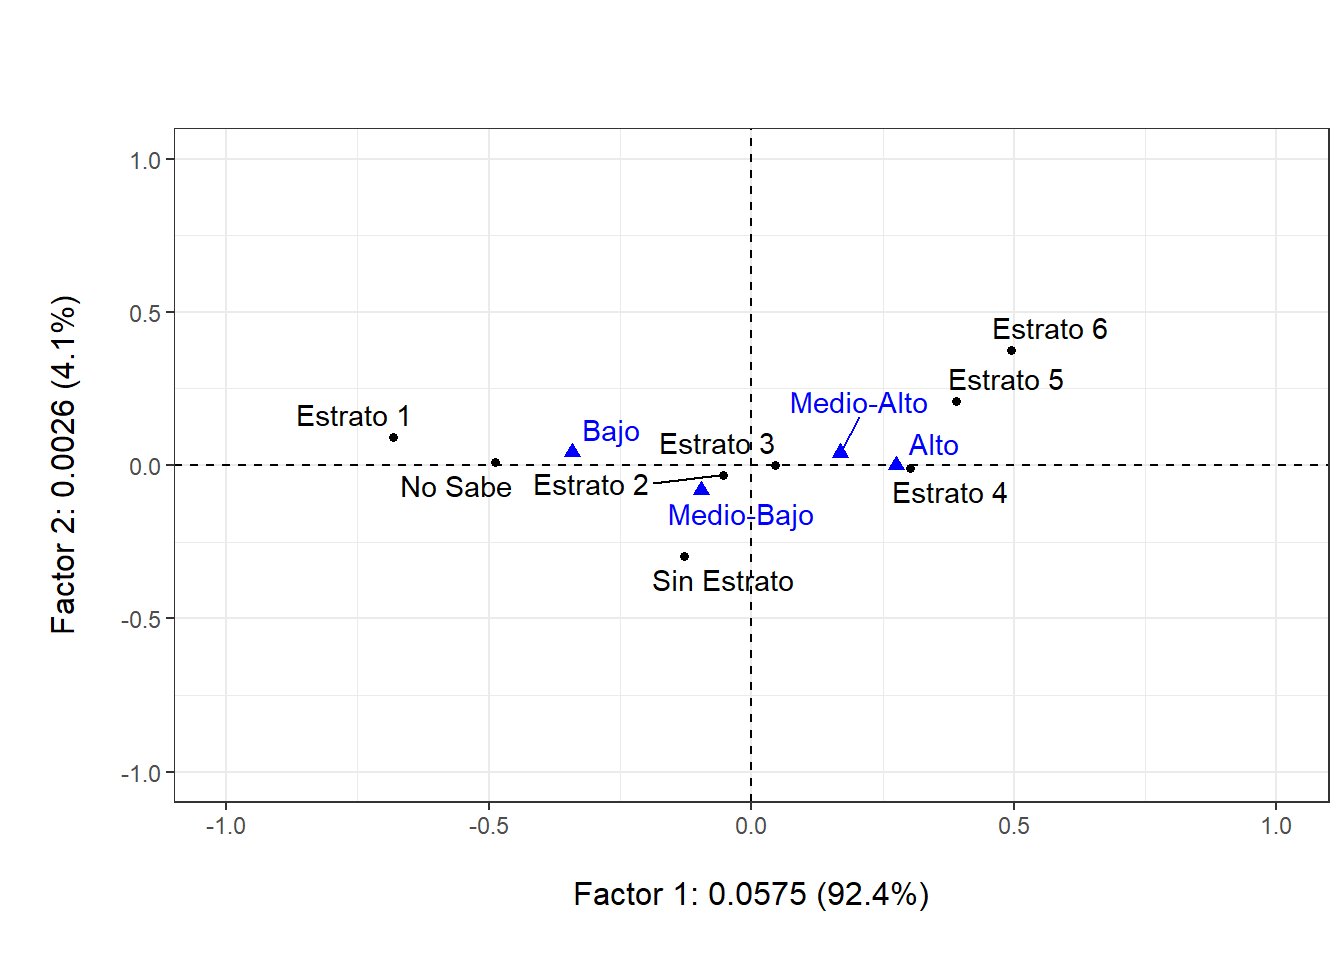 1.0
0.5
0.0
-0.5
-1.0
Factor 2: 0.0026 (4.1%)
Estrato 6
Estrato 5
Medio-Alto
Estrato 1
Bajo
Estrato 3
Alto
No Sabe
Estrato 2
Estrato 4
Medio-Bajo
Sin Estrato
-1.0
-0.5
0.0
0.5
1.0
Factor 1: 0.0575 (92.4%)